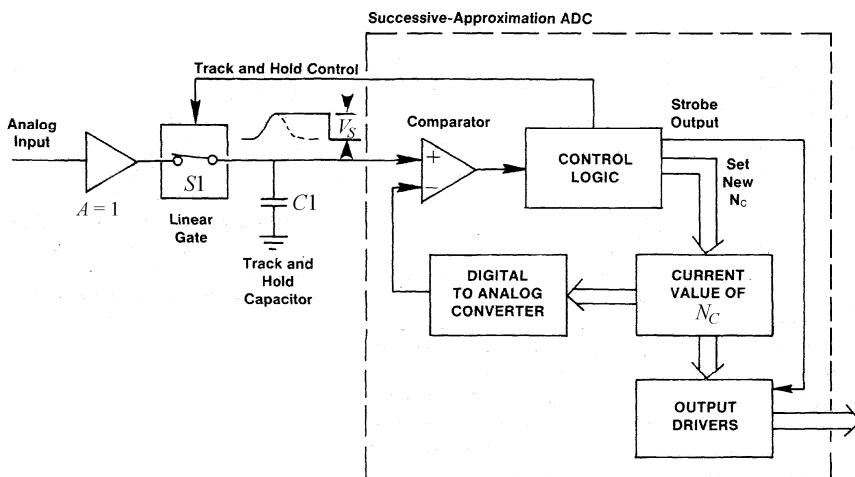 Successive-Approximation ADC
Track and Hold Control
Analog
Input
A = 1
S1
Linear
Gate
V_S
C1
Track and
Hold
Capacitor
Comparator
+
−
CONTROL
LOGIC
Strobe
Output
Set
New
N_C
DIGITAL
TO ANALOG
CONVERTER
CURRENT
VALUE OF
N_C
OUTPUT
DRIVERS